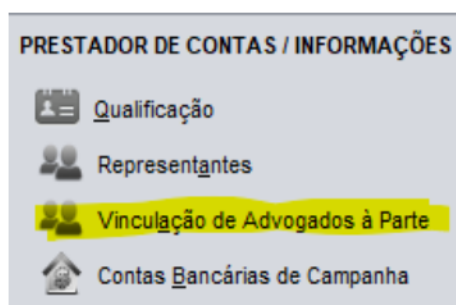 PRESTADOR DE CONTAS / INFORMAÇÕES
Qualificação
Representantes
Vinculação de Advogados à Parte
Contas Bancárias de Campanha